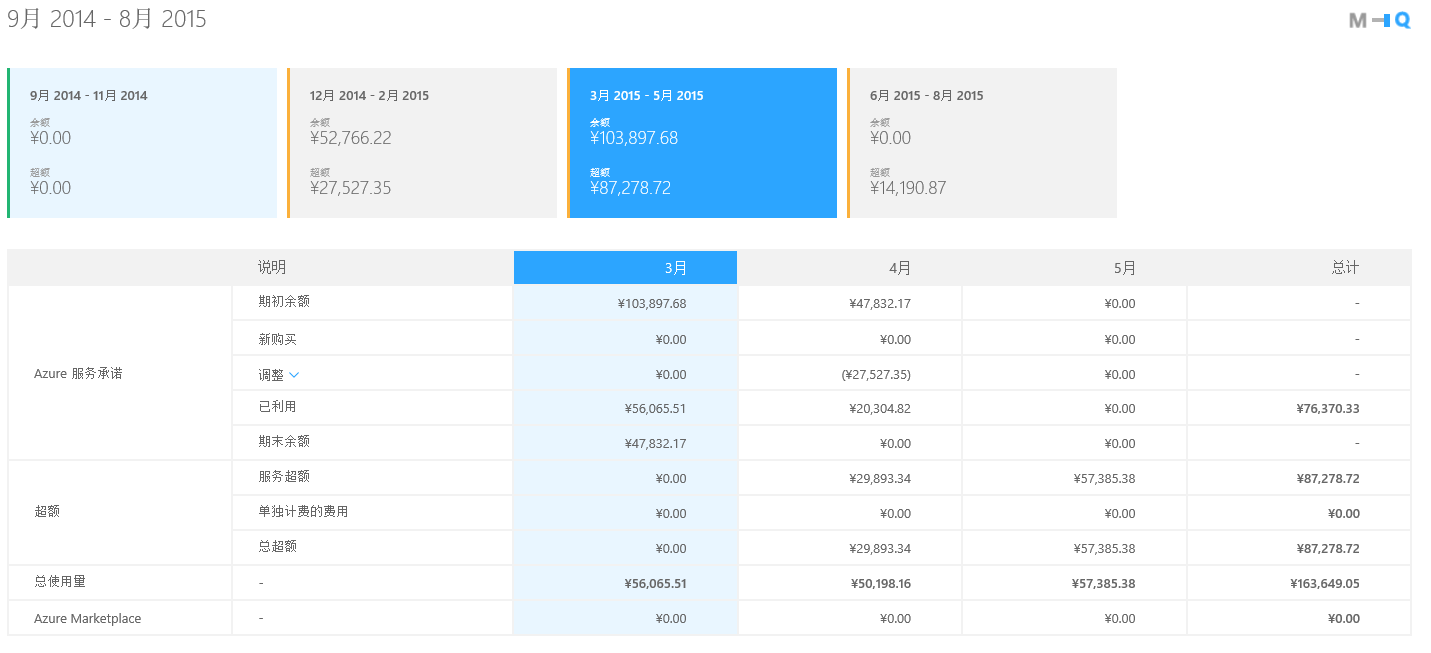 9月 2014 - 8月 2015
M Q
9月 2014 - 11月 2014
余额
¥0.00
超额
¥0.00
12月 2014 - 2月 2015
余额
¥52,766.22
超额
¥27,527.35
3月 2015 - 5月 2015
余额
¥103,897.68
超额
¥87,278.72
6月 2015 - 8月 2015
余额
¥0.00
超额
¥14,190.87
说明 3月 4月 5月 总计
Azure 服务承诺
期初余额 ¥103,897.68 ¥47,832.17 ¥0.00 -
新购买 ¥0.00 ¥0.00 ¥0.00 -
调整 ¥0.00 (¥27,527.35) ¥0.00 -
已利用 ¥56,065.51 ¥20,304.82 ¥0.00 ¥76,370.33
期末余额 ¥47,832.17 ¥0.00 ¥0.00 -
超额
服务超额 ¥0.00 ¥29,893.34 ¥57,385.38 ¥87,278.72
单独计费的费用 ¥0.00 ¥0.00 ¥0.00 ¥0.00
总超额 ¥0.00 ¥29,893.34 ¥57,385.38 ¥87,278.72
总使用量 - ¥56,065.51 ¥50,198.16 ¥57,385.38 ¥163,649.05
Azure Marketplace - ¥0.00 ¥0.00 ¥0.00 ¥0.00